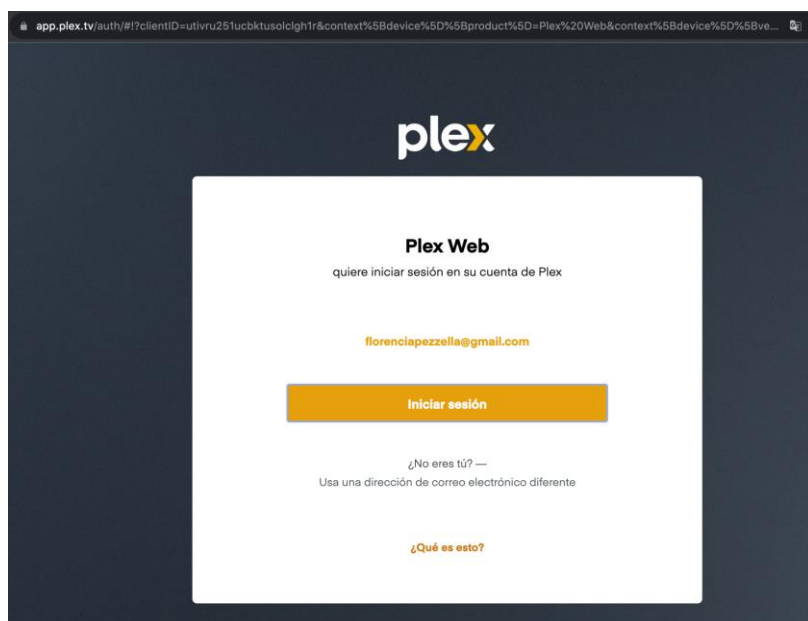 app.plex.tv/auth/#!?clientID=utivru251ucbktusolclgh1r&context%5Bdevice%5D%5Bproduct%5D=Plex%20Web&context%5Bdevice%5D%5Bve...
plex
Plex Web
quiere iniciar sesión en su cuenta de Plex
florenciapezzella@gmail.com
Iniciar sesión
¿No eres tú? —
Usa una dirección de correo electrónico diferente
¿Qué es esto?